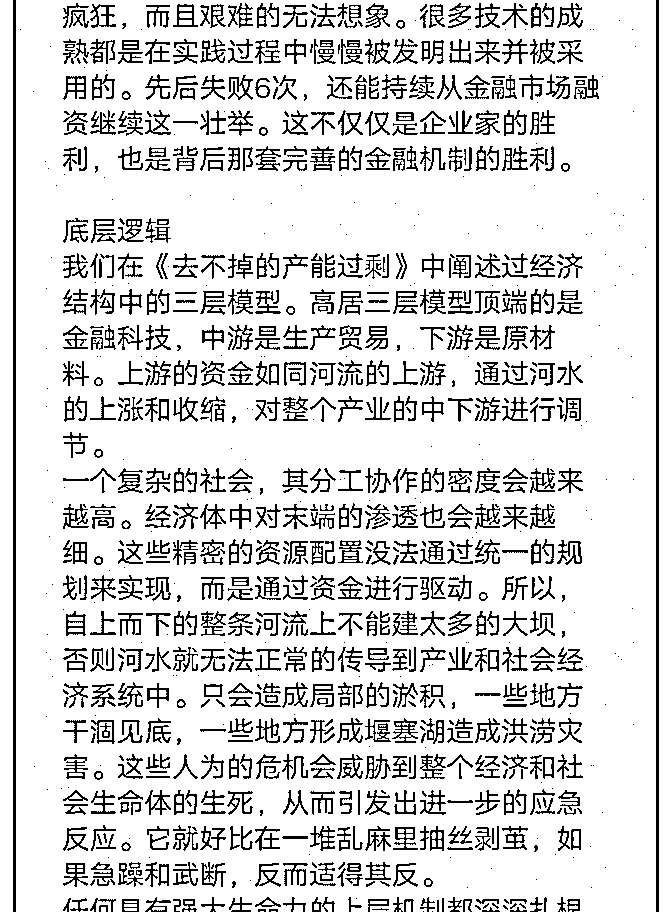 疯狂，而且艰难的无法想象。很多技术的成
熟都是在实践过程中慢慢被发明出来并被采
用的。先后失败6次，还能持续从金融市场融
资继续这一壮举。这不仅仅是企业家的胜
利，也是背后那套完善的金融机制的胜利。
底层逻辑
我们在《去不掉的产能过剩》中阐述过经济
结构中的三层模型。高居三层模型顶端的是
金融科技，中游是生产贸易，下游是原材
料。上游的资金如同河流的上游，通过河水
的上涨和收缩，对整个产业的中下游进行调
节。
一个复杂的社会，其分工协作的密度会越来
越高。经济体中对末端的渗透也会越来越
细。这些精密的资源配置没法通过统一的规
划来实现，而是通过资金进行驱动。所以，
自上而下的整条河流上不能建太多的大坝，
否则河水就无法正常的传导到产业和社会经
济系统中。只会造成局部的淤积，一些地方
干涸见底，一些地方形成堰塞湖造成洪涝灾
害。这些人为的危机会威胁到整个经济和社
会生命体的生死，从而引发出进一步的应急
反应。它就好比在一堆乱麻里抽丝剥茧，如
果急躁和武断，反而适得其反。
任何具有强大生命力的上层机制都深深扎根